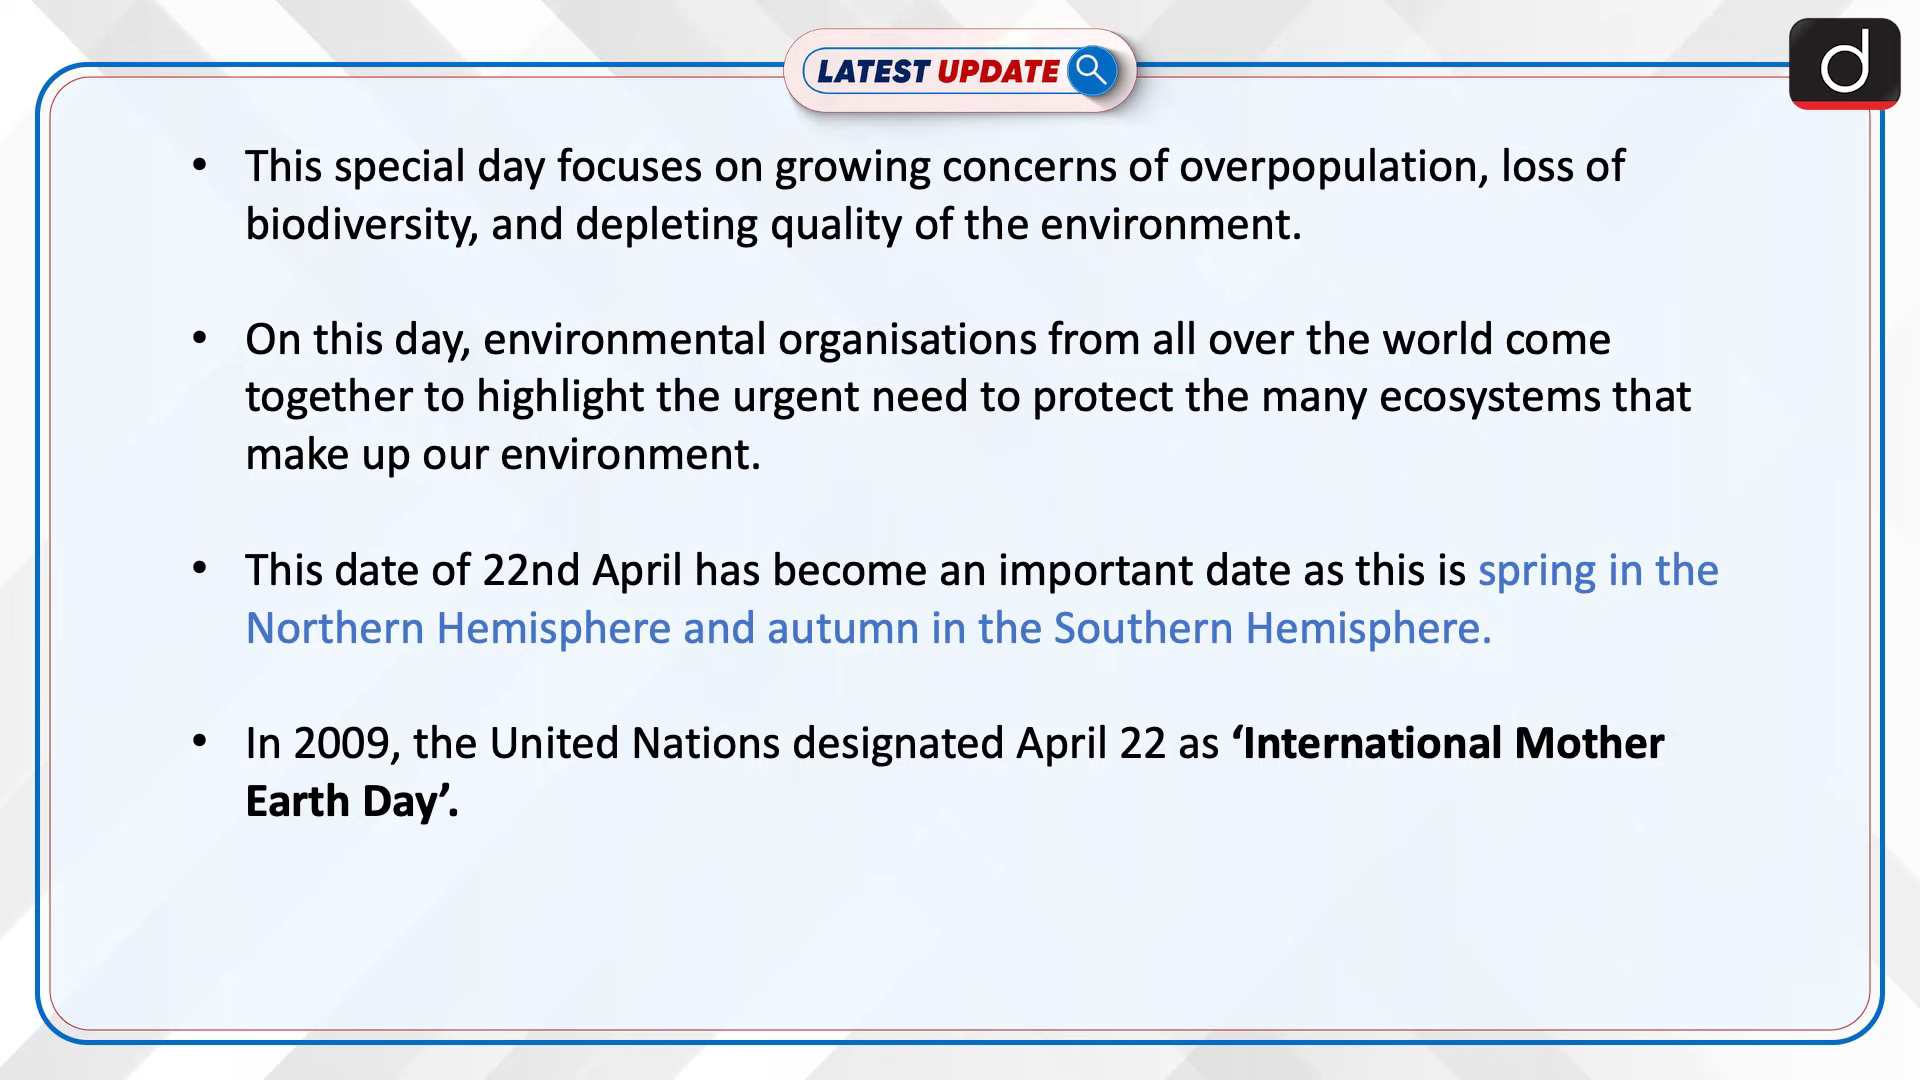 LATEST UPDATE
d
• This special day focuses on growing concerns of overpopulation, loss of
biodiversity, and depleting quality of the environment.
• On this day, environmental organisations from all over the world come
together to highlight the urgent need to protect the many ecosystems that
make up our environment.
• This date of 22nd April has become an important date as this is spring in the
Northern Hemisphere and autumn in the Southern Hemisphere.
• In 2009, the United Nations designated April 22 as ‘International Mother
Earth Day’.